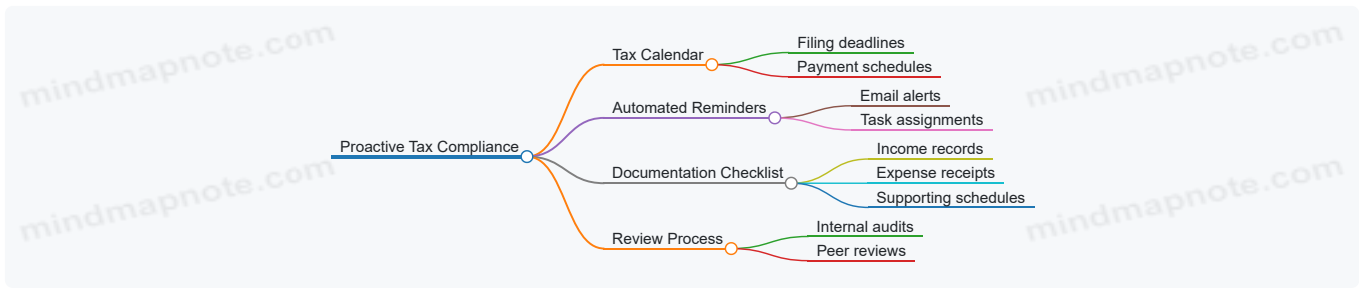 mindmapnote.com
mindmapnote.com
Proactive Tax Compliance
Tax Calendar
Filing deadlines
Payment schedules
Automated Reminders
Email alerts
Task assignments
Documentation Checklist
Income records
Expense receipts
Supporting schedules
Review Process
Internal audits
Peer reviews
mindmapnote.com
mindmapnote.com